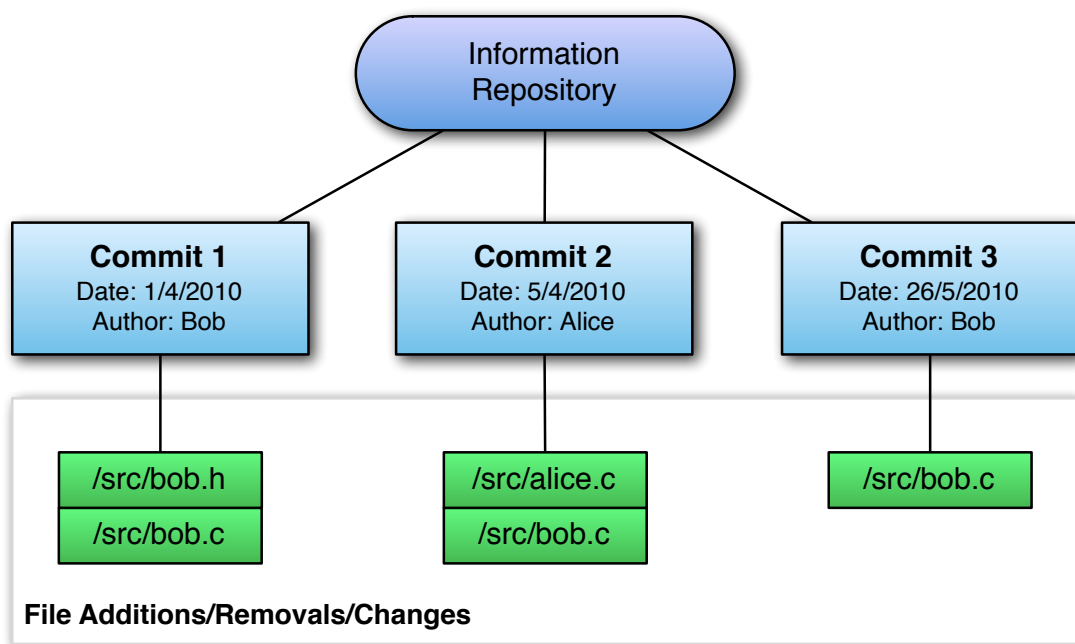 Information
Repository
Commit 1
Date: 1/4/2010
Author: Bob
Commit 2
Date: 5/4/2010
Author: Alice
Commit 3
Date: 26/5/2010
Author: Bob
/src/bob.h
/src/bob.c
/src/alice.c
/src/bob.c
/src/bob.c
File Additions/Removals/Changes